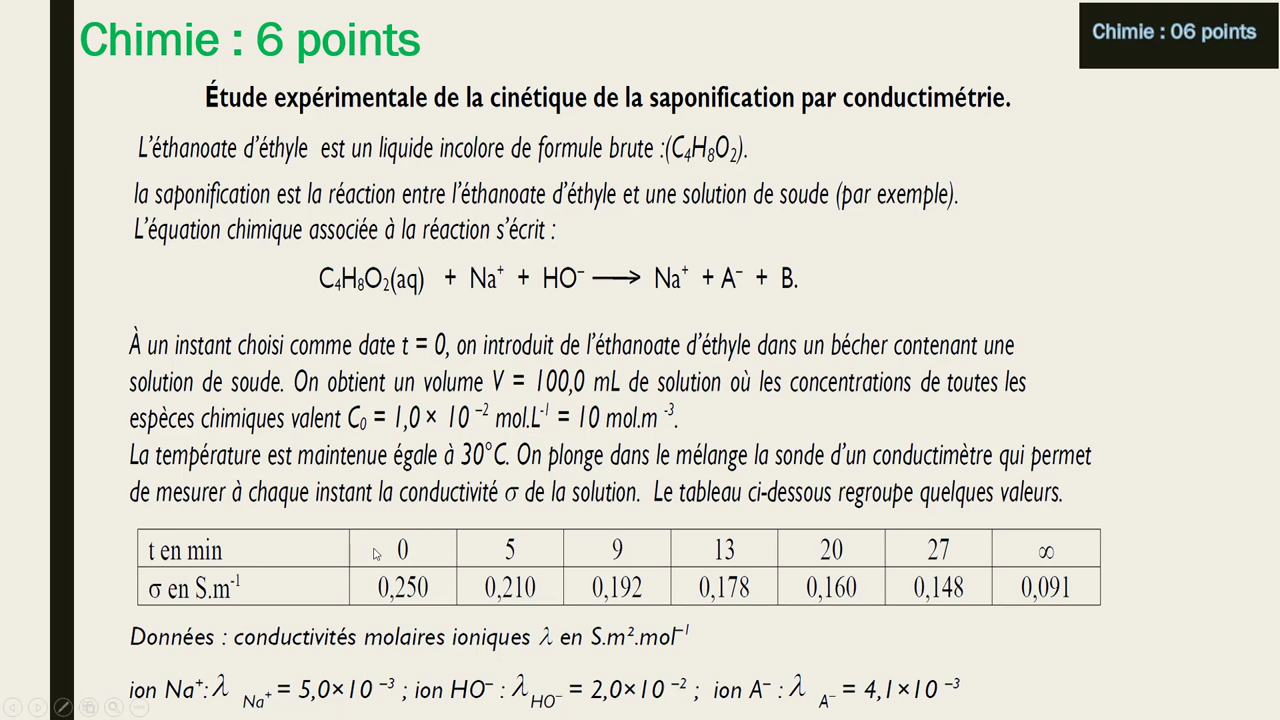 Chimie : 6 points
Chimie : 06 points
Étude expérimentale de la cinétique de la saponification par conductimétrie.
L'éthanoate d'éthyle est un liquide incolore de formule brute :(C₄H₈O₂).
la saponification est la réaction entre l'éthanoate d'éthyle et une solution de soude (par exemple).
L'équation chimique associée à la réaction s'écrit :
C₄H₈O₂(aq) + Na⁺ + HO⁻ ⟶ Na⁺ + A⁻ + B.
À un instant choisi comme date t = 0, on introduit de l'éthanoate d'éthyle dans un bécher contenant une
solution de soude. On obtient un volume V = 100,0 mL de solution où les concentrations de toutes les
espèces chimiques valent C₀ = 1,0 × 10 ⁻² mol.L⁻¹ = 10 mol.m ⁻³.
La température est maintenue égale à 30°C. On plonge dans le mélange la sonde d'un conductimètre qui permet
de mesurer à chaque instant la conductivité σ de la solution. Le tableau ci-dessous regroupe quelques valeurs.
t en min 0 5 9 13 20 27 ∞
σ en S.m⁻¹ 0,250 0,210 0,192 0,178 0,160 0,148 0,091
Données : conductivités molaires ioniques λ en S.m².mol⁻¹
ion Na⁺: λ Na⁺ = 5,0×10 ⁻³ ; ion HO⁻ : λ HO⁻ = 2,0×10 ⁻² ; ion A⁻ : λ A⁻ = 4,1×10 ⁻³